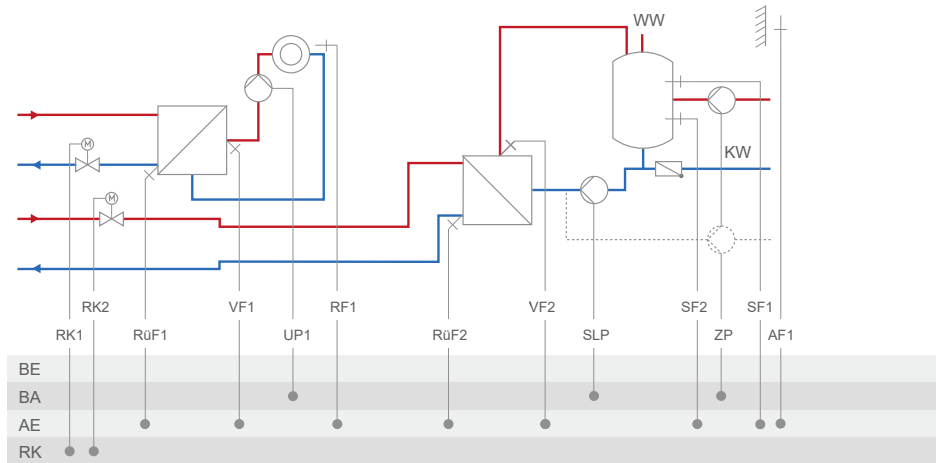 WW
M
KW
M
RK2 VF1 RF1 VF2 SF2 SF1
RK1 RüF1 UP1 RüF2 SLP ZP AF1
BE
BA
AE
RK